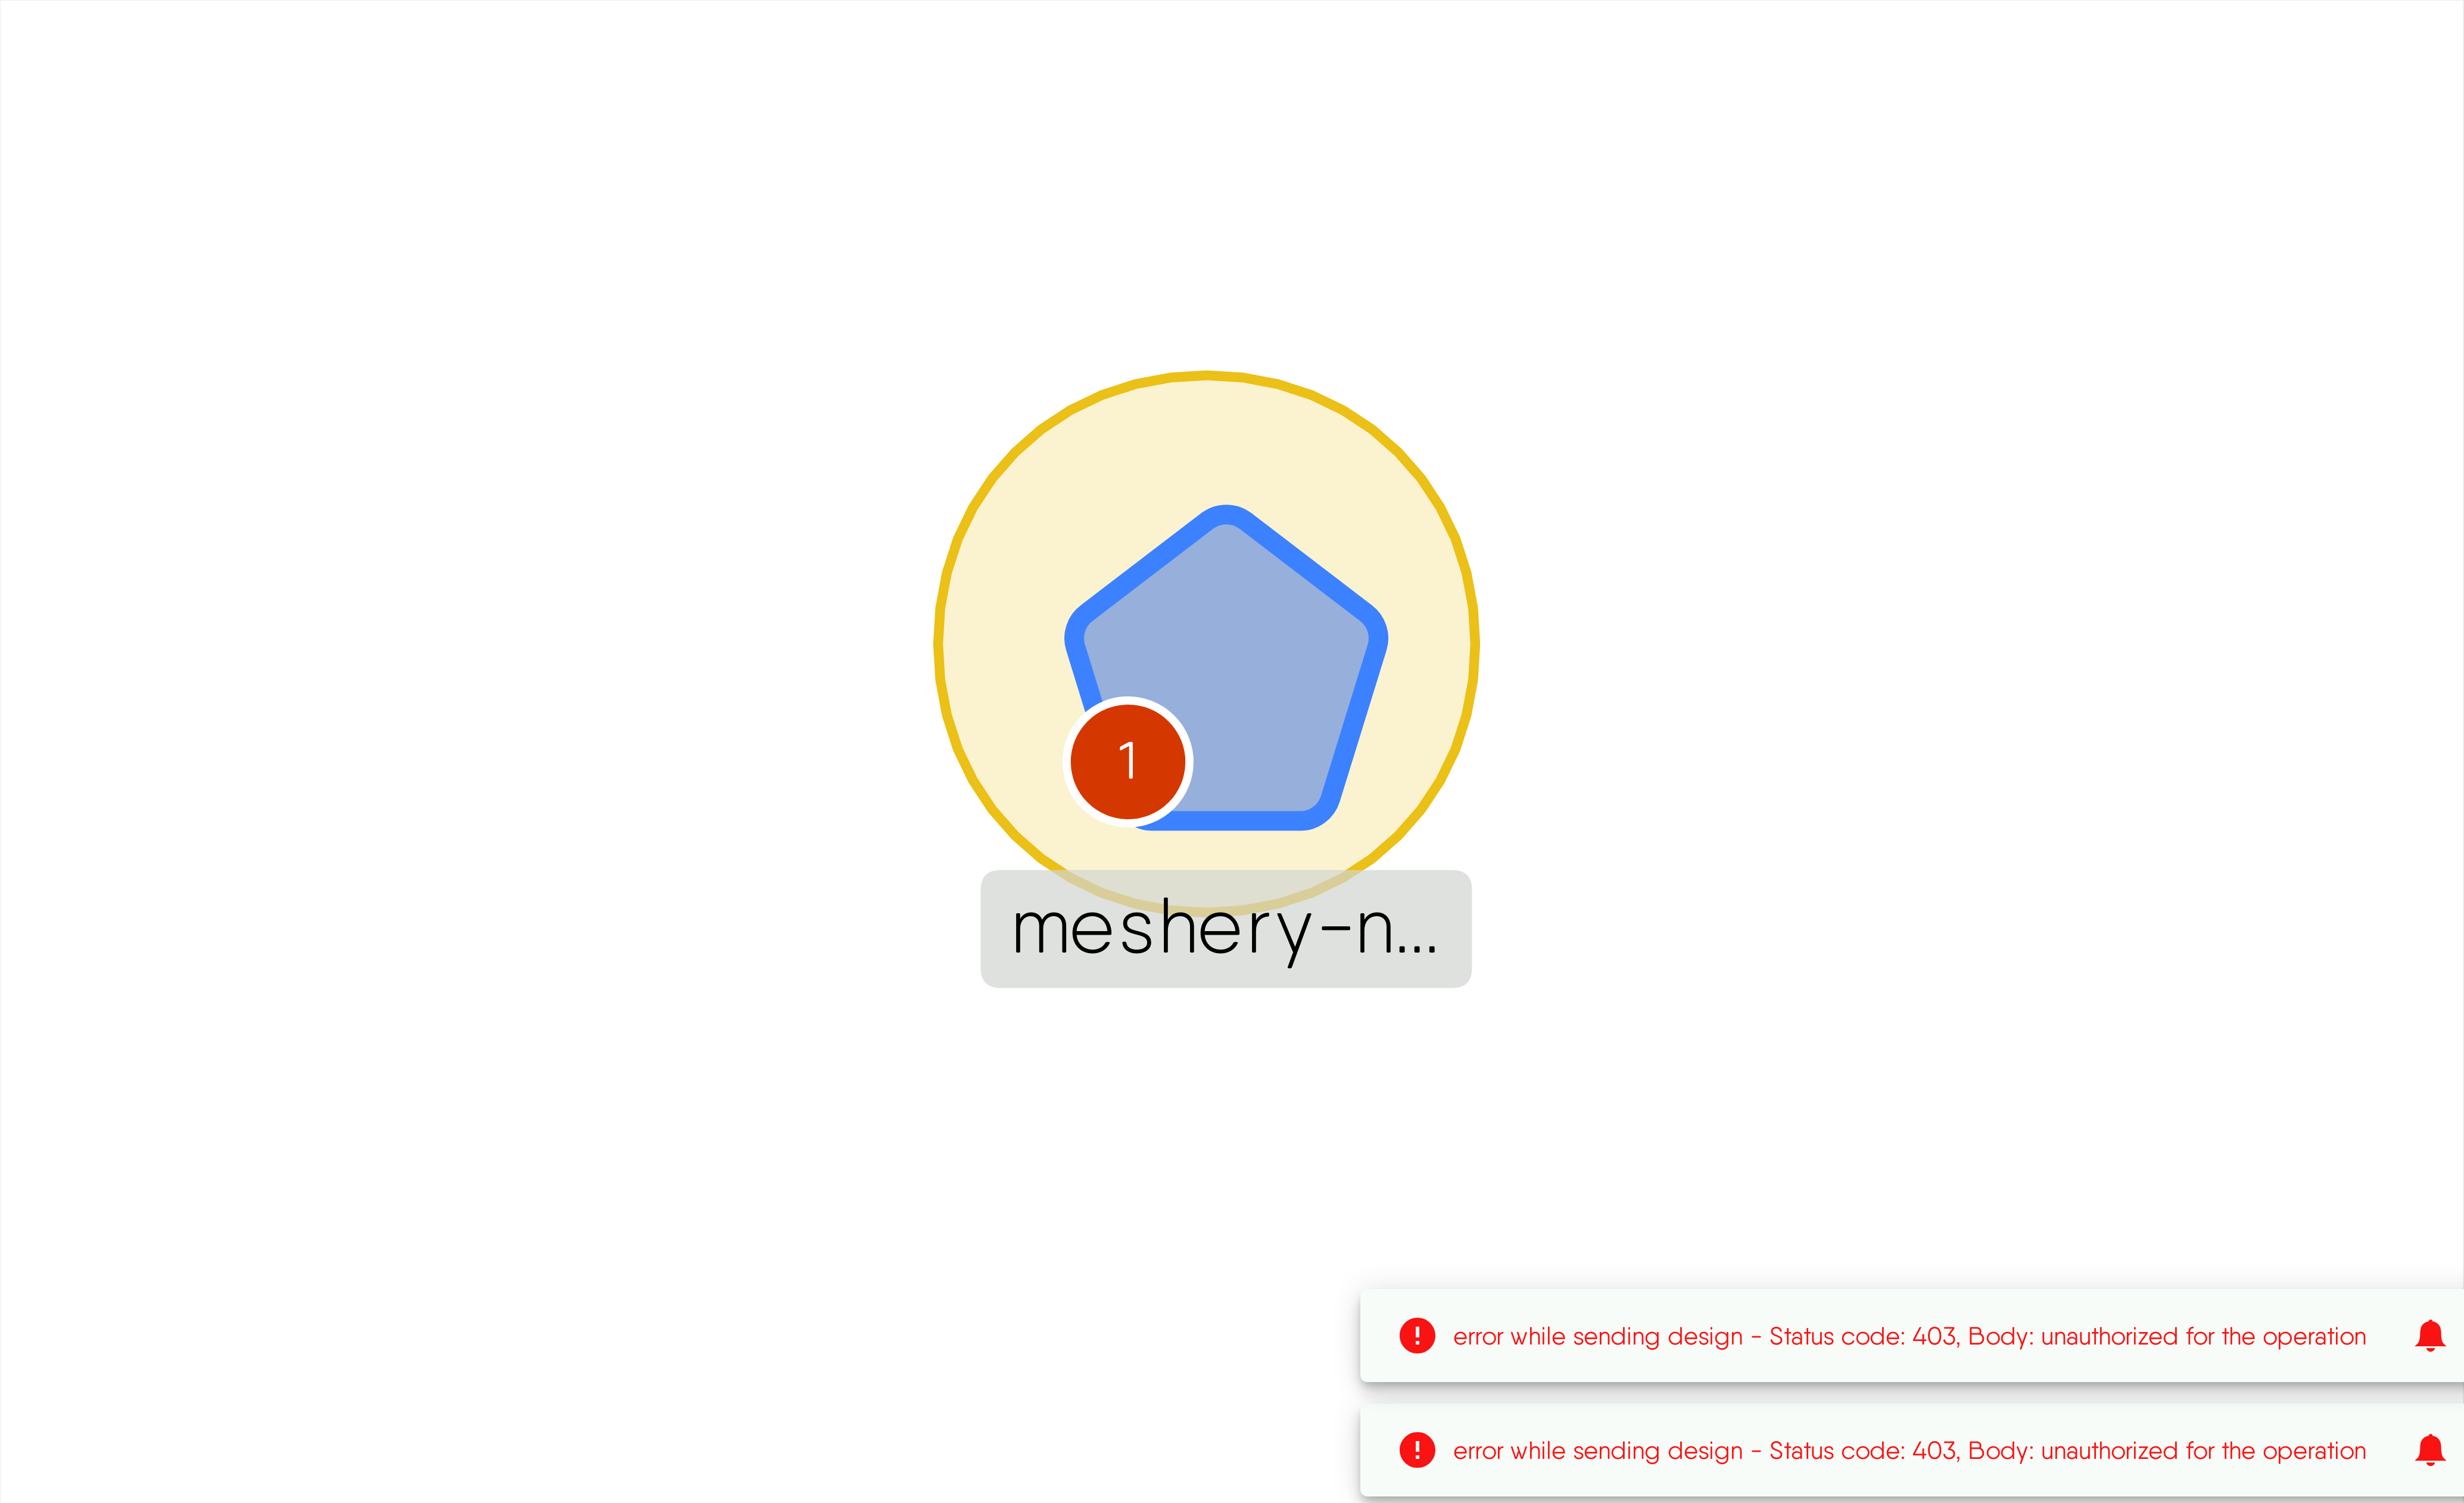 1
meshery-n...
error while sending design - Status code: 403, Body: unauthorized for the operation
error while sending design - Status code: 403, Body: unauthorized for the operation